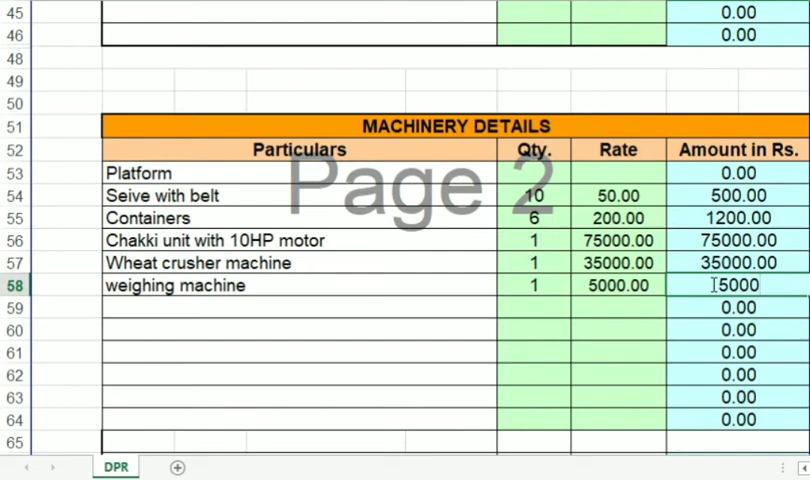 45 0.00
46 0.00
48
49
50
51 MACHINERY DETAILS
52 Particulars Qty. Rate Amount in Rs.
53 Platform 0.00
54 Seive with belt 10 50.00 500.00
55 Containers 6 200.00 1200.00
56 Chakki unit with 10HP motor 1 75000.00 75000.00
57 Wheat crusher machine 1 35000.00 35000.00
58 weighing machine 1 5000.00 5000
59 0.00
60 0.00
61 0.00
62 0.00
63 0.00
64 0.00
65
Page 2
DPR